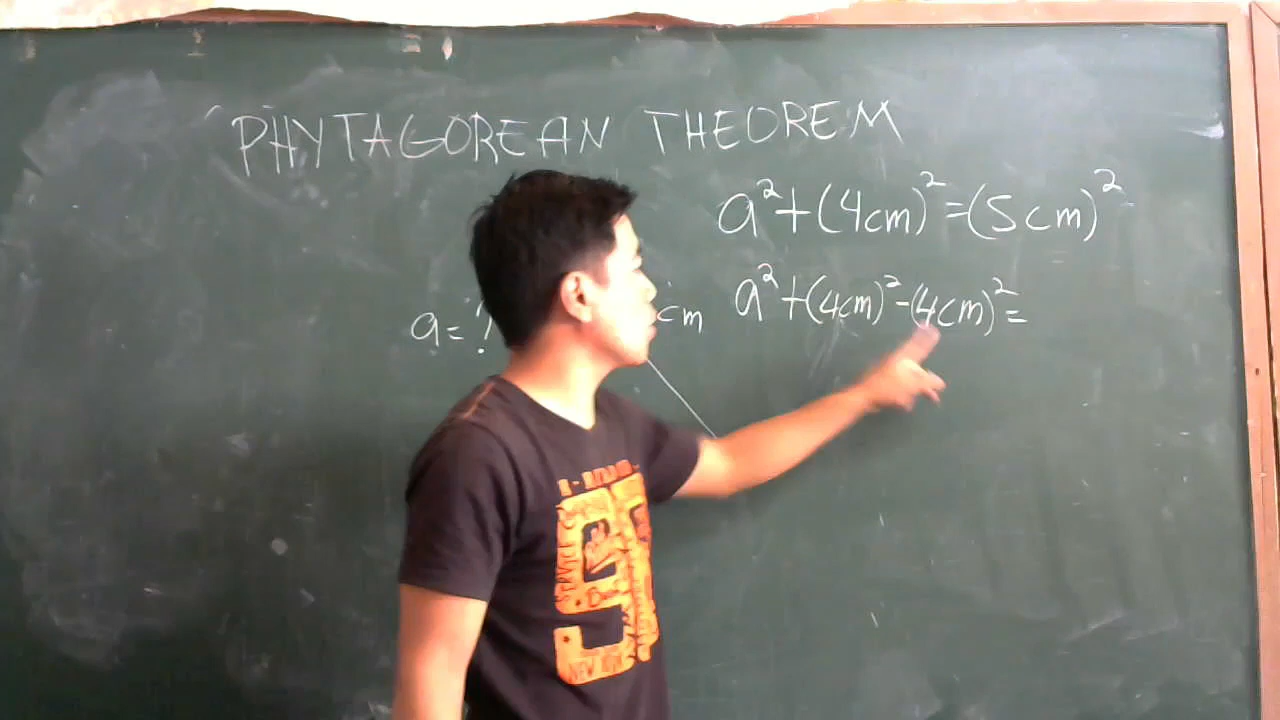 PHYTAGOREAN THEOREM
a²+(4cm)²=(5cm)²
a=?
cm
a²+(4cm)²-(4cm)²=